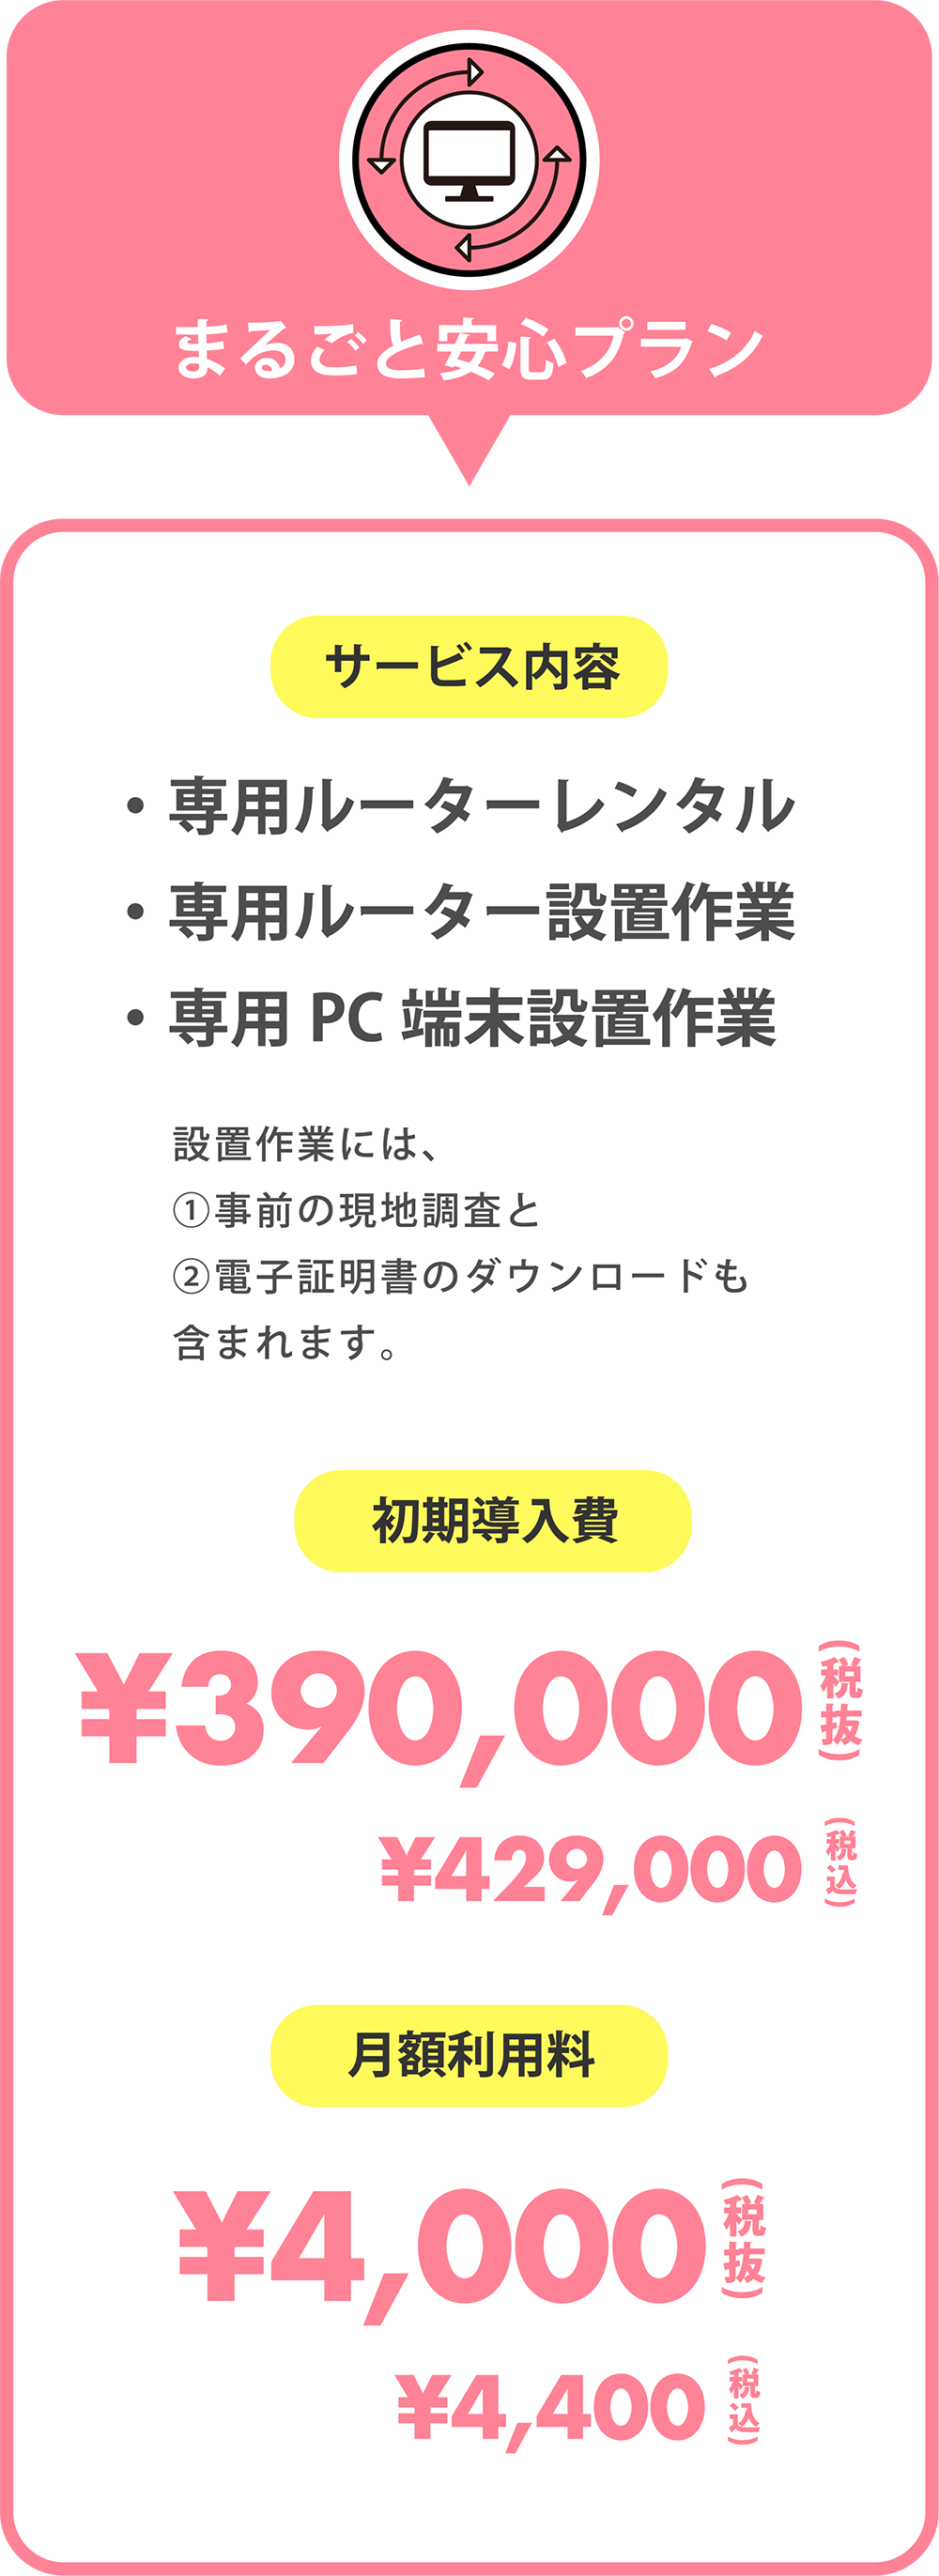 まるごと安心プラン
サービス内容
・専用ルーターレンタル
・専用ルーター設置作業
・専用 PC 端末設置作業
設置作業には、
①事前の現地調査と
②電子証明書のダウンロードも
含まれます。
初期導入費
¥390,000(税抜)
¥429,000(税込)
月額利用料
¥4,000(税抜)
¥4,400(税込)